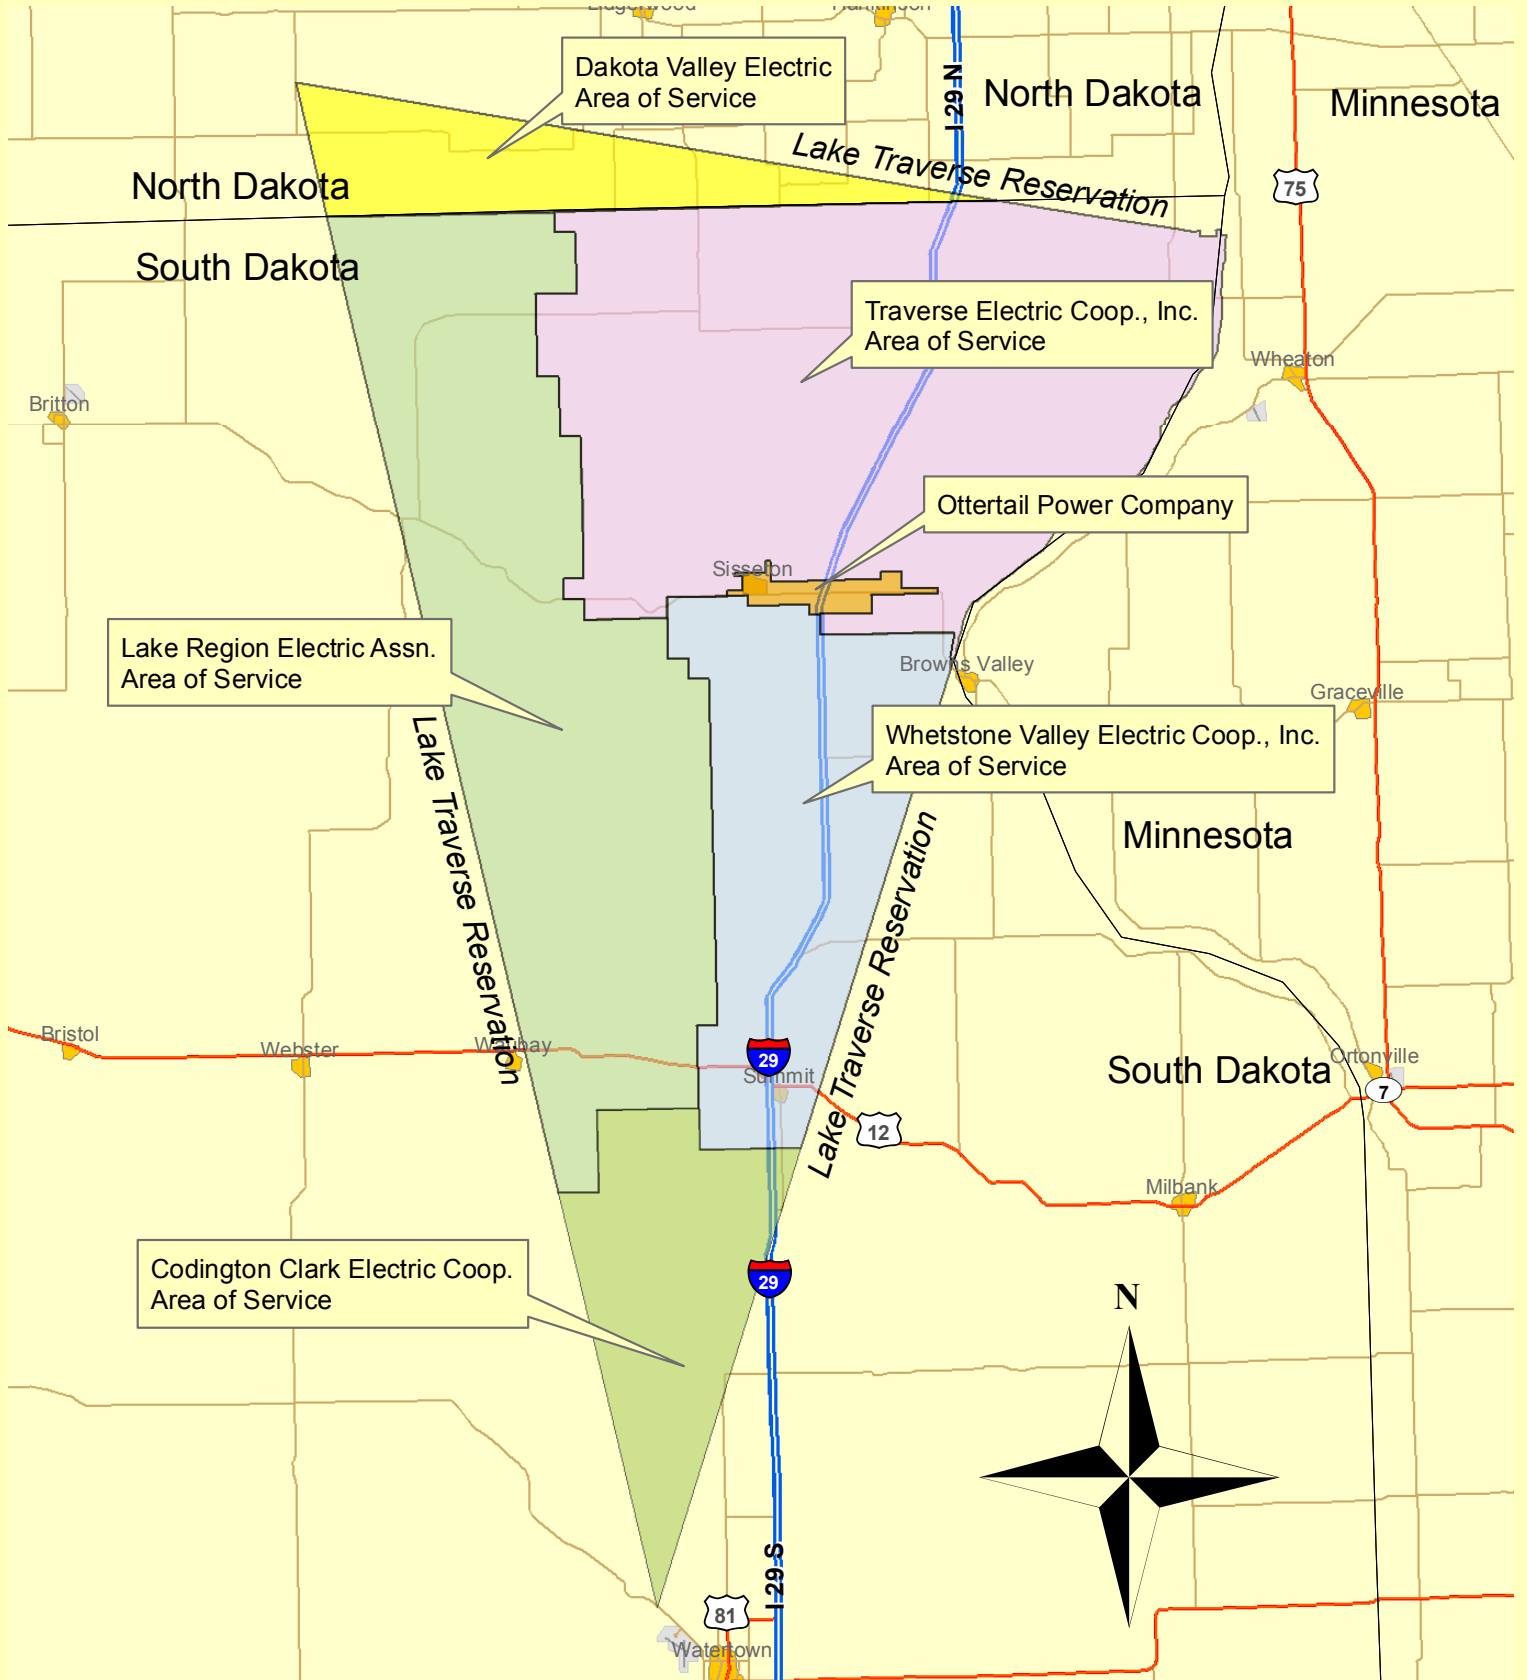 Hankinson
Dakota Valley Electric
Area of Service
I 29 N
North Dakota
Minnesota
Lake Traverse Reservation
North Dakota
75
South Dakota
Traverse Electric Coop., Inc.
Area of Service
Wheaton
Britton
Ottertail Power Company
Sisseton
Lake Region Electric Assn.
Area of Service
Browns Valley
Graceville
Lake Traverse Reservation
Whetstone Valley Electric Coop., Inc.
Area of Service
Minnesota
Lake Traverse Reservation
Bristol
Webster
Waubay
29
Summit
South Dakota
Ortonville
7
12
Milbank
Codington Clark Electric Coop.
Area of Service
29
N
I 29 S
81
Watertown